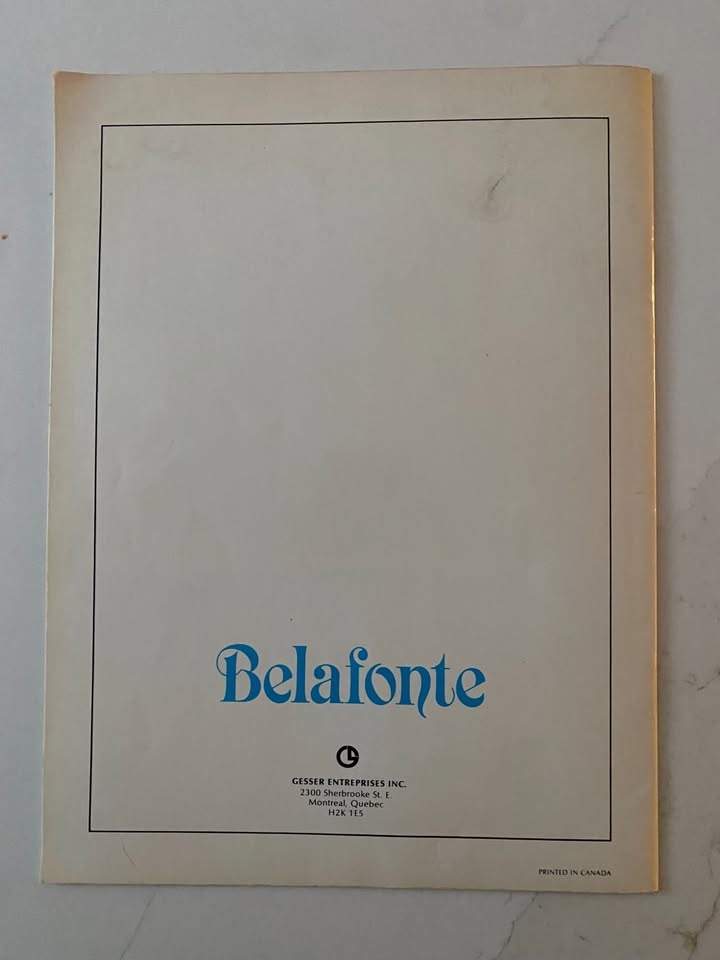 Belafonte
GESSER ENTREPRISES INC.
2300 Sherbrooke St. E.
Montreal, Quebec
H2K 1E5
PRINTED IN CANADA